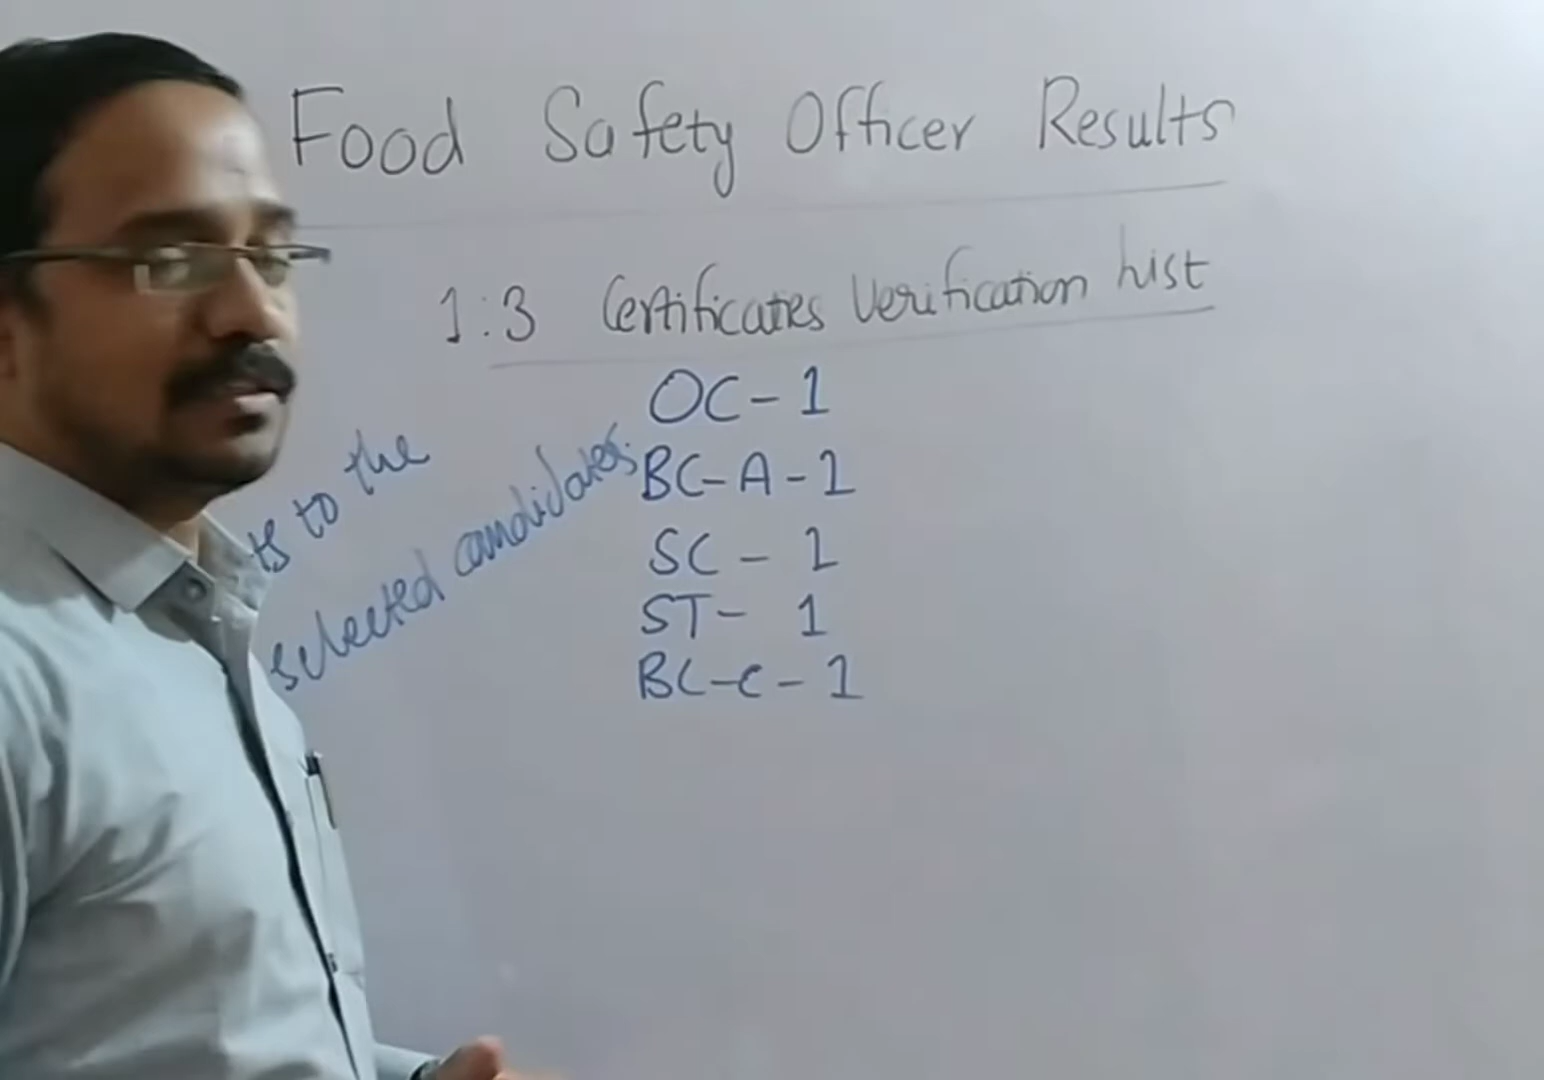 Food Safety Officer Results
1:3 Certificates Verification List
OC - 1
BC - A - 1
SC - 1
ST - 1
BC - C - 1
ts to the
selected candidates.